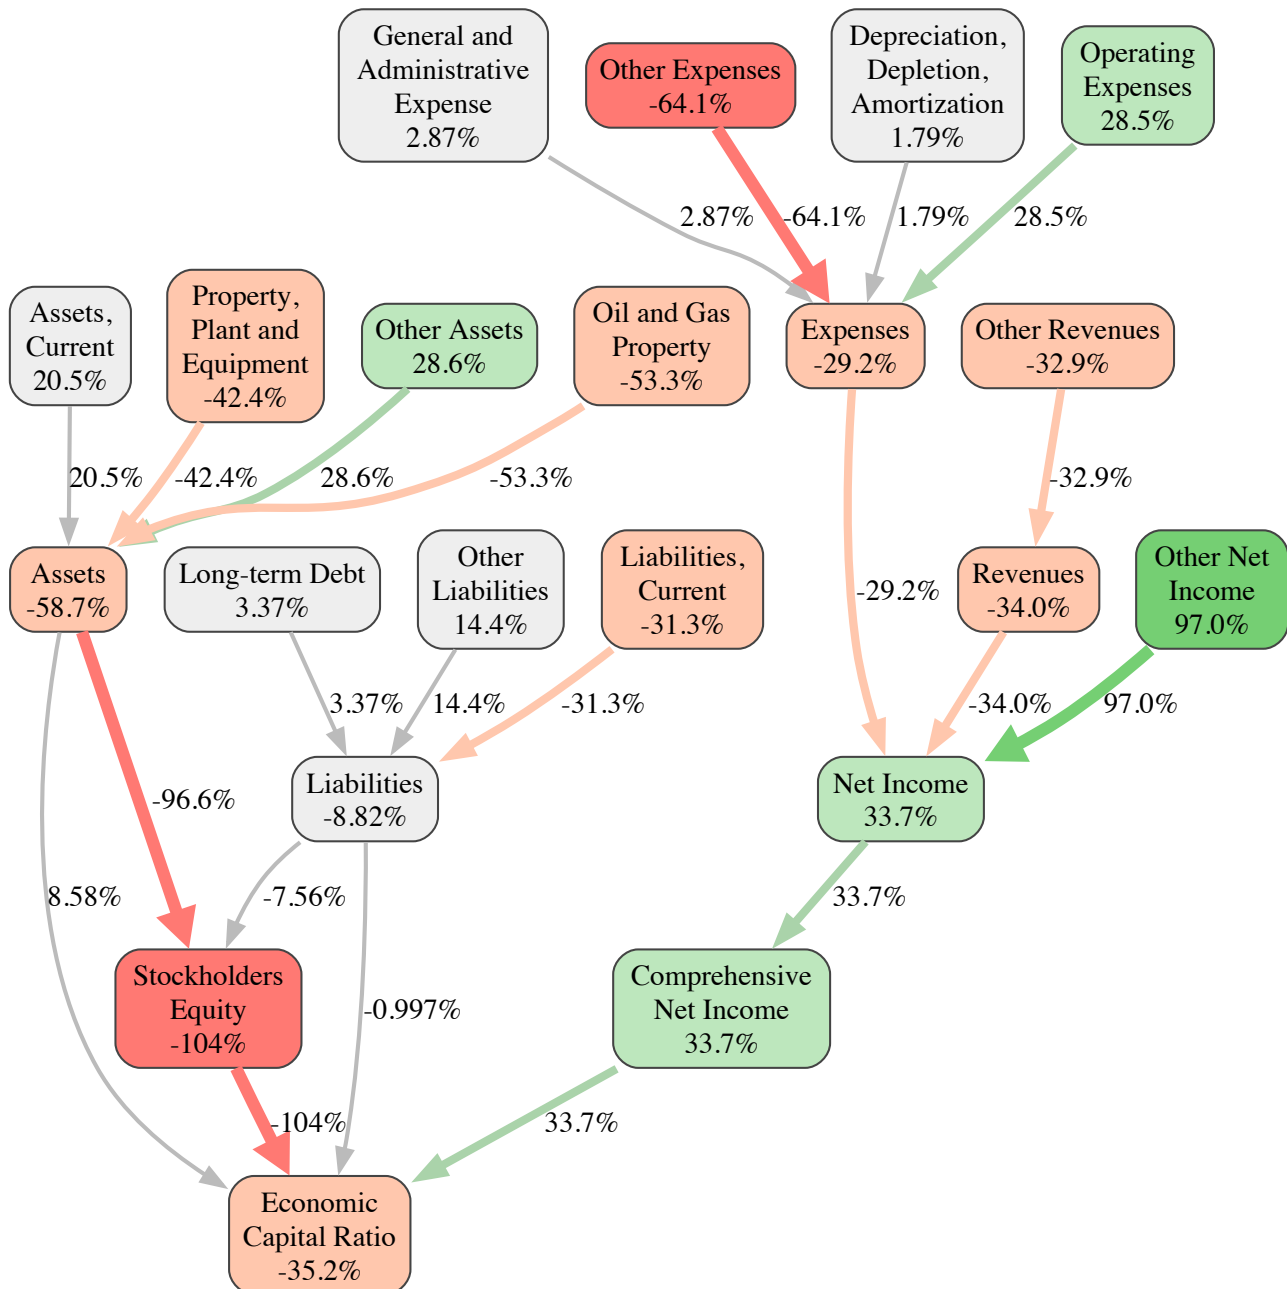 General and
Administrative
Expense
2.87%
Other Expenses
-64.1%
Depreciation,
Depletion,
Amortization
1.79%
Operating
Expenses
28.5%
2.87%
-64.1%
1.79%
28.5%
Assets,
Current
20.5%
Property,
Plant and
Equipment
-42.4%
Other Assets
28.6%
Oil and Gas
Property
-53.3%
Expenses
-29.2%
Other Revenues
-32.9%
20.5%
-42.4%
28.6%
-53.3%
-32.9%
Assets
-58.7%
Long-term Debt
3.37%
Other
Liabilities
14.4%
Liabilities,
Current
-31.3%
-29.2%
Revenues
-34.0%
Other Net
Income
97.0%
3.37%
14.4%
-31.3%
-34.0%
97.0%
-96.6%
Liabilities
-8.82%
Net Income
33.7%
8.58%
-7.56%
33.7%
Stockholders
Equity
-104%
-0.997%
Comprehensive
Net Income
33.7%
-104%
33.7%
Economic
Capital Ratio
-35.2%